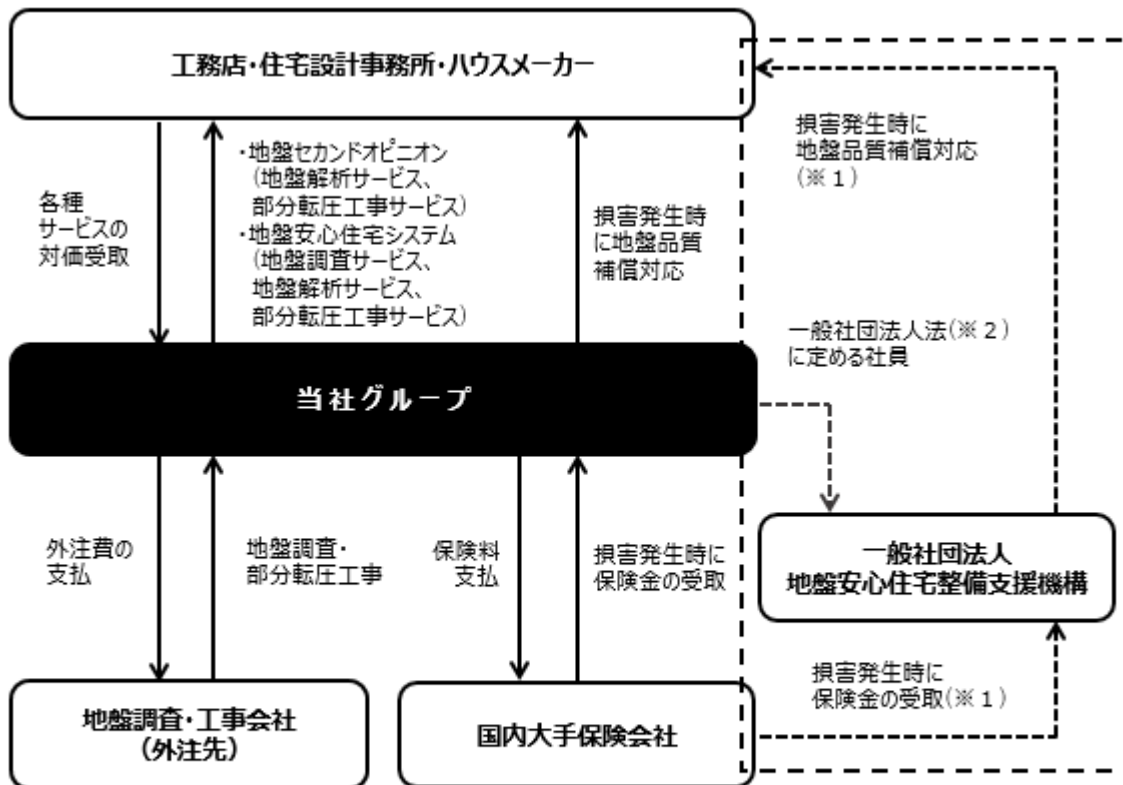 工務店・住宅設計事務所・ハウスメーカー
各種
サービスの
対価受取
・地盤セカンドオピニオン
(地盤解析サービス、
部分転圧工事サービス)
・地盤安心住宅システム
(地盤調査サービス、
地盤解析サービス、
部分転圧工事サービス)
損害発生時
に地盤品質
補償対応
損害発生時に
地盤品質補償対応
(※１)
一般社団法人法(※２)
に定める社員
当社グループ
外注費の
支払
地盤調査・
部分転圧工事
保険料
支払
損害発生時に
保険金の受取
一般社団法人
地盤安心住宅整備支援機構
損害発生時に
保険金の受取(※１)
地盤調査・工事会社
(外注先)
国内大手保険会社